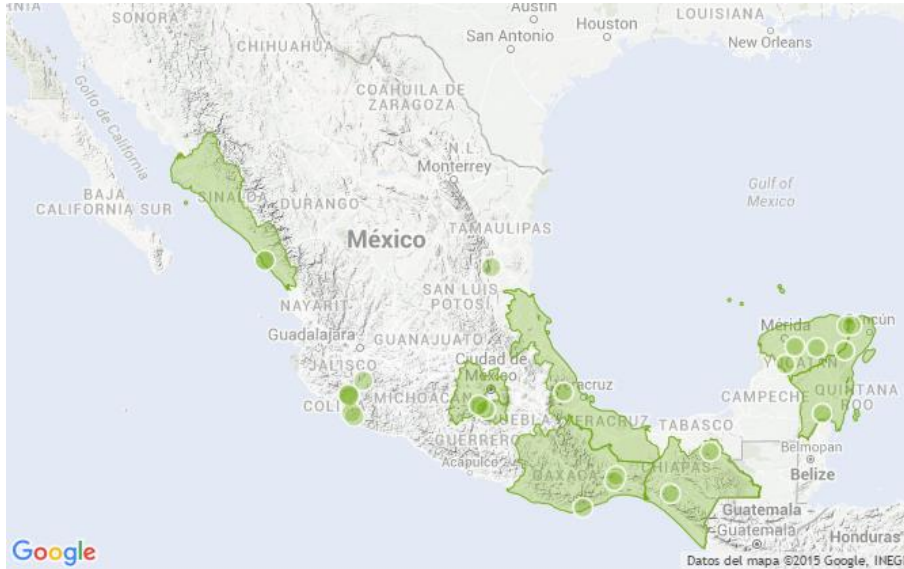 Austin
SONORA
Houston
LOUISIANA
San Antonio
New Orleans
CHIHUAHUA
COAHUILA DE
ZARAGOZA
Golfo de California
N.L.
Monterrey
BAJA
CALIFORNIA SUR
SINALOA
DURANGO
Gulf of
Mexico
México
TAMAULIPAS
SAN LUIS
POTOSÍ
NAYARIT
Guadalajara
GUANAJUATO
Mérida
Cancún
JALISCO
Ciudad de
México
YUCATÁN
COLIMA
MICHOACÁN
Veracruz
CAMPECHE
QUINTANA
ROO
PUEBLA
VERACRUZ
TABASCO
GUERRERO
Acapulco
Belmopan
OAXACA
CHIAPAS
Belize
Guatemala
Guatemala
Honduras
Google
Datos del mapa ©2015 Google, INEGI